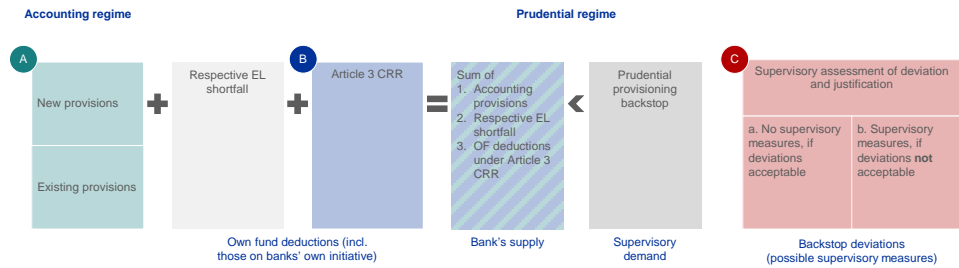 Accounting regime
Prudential regime
A
New provisions
Existing provisions
Respective EL
shortfall
B
Article 3 CRR
Own fund deductions (incl.
those on banks' own initiative)
Sum of
1. Accounting
provisions
2. Respective EL
shortfall
3. OF deductions
under Article 3
CRR
Bank's supply
Prudential
provisioning
backstop
Supervisory
demand
C
Supervisory assessment of deviation
and justification
a. No supervisory
measures, if
deviations
acceptable
b. Supervisory
measures, if
deviations not
acceptable
Backstop deviations
(possible supervisory measures)